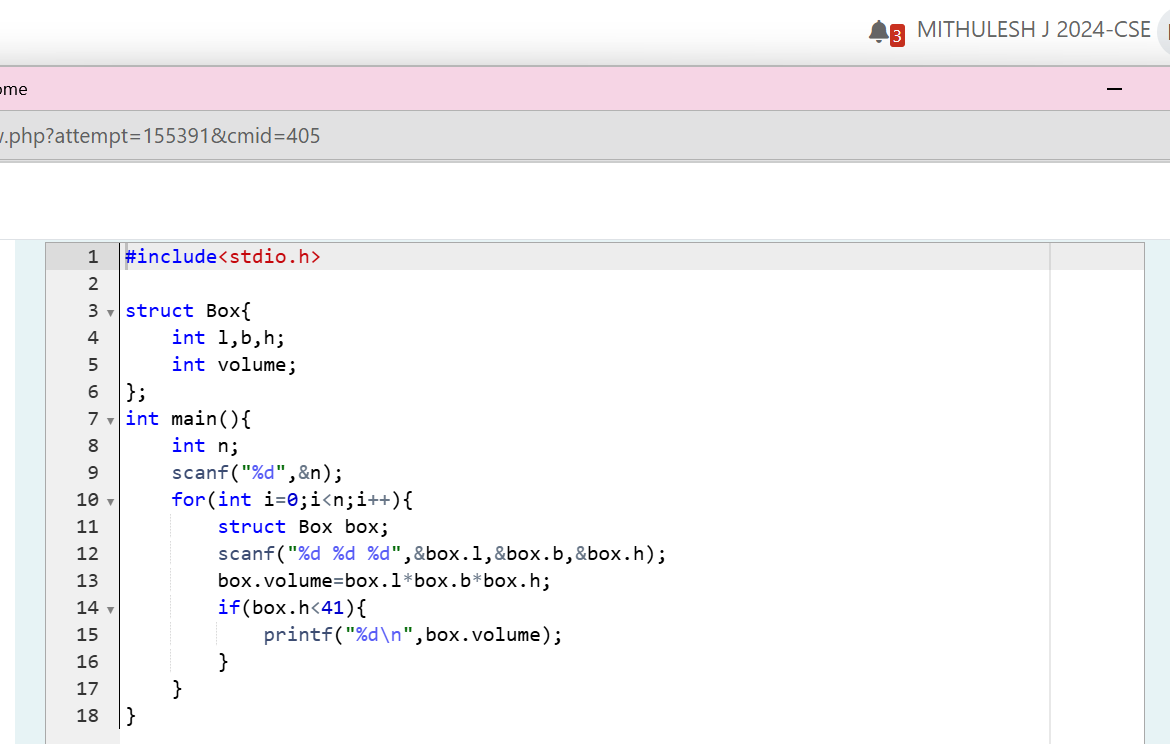 3 MITHULESH J 2024-CSE
ome
.php?attempt=155391&cmid=405
1 #include<stdio.h>
2
3 struct Box{
4     int l,b,h;
5     int volume;
6 };
7 int main(){
8     int n;
9     scanf("%d",&n);
10     for(int i=0;i<n;i++){
11         struct Box box;
12         scanf("%d %d %d",&box.l,&box.b,&box.h);
13         box.volume=box.l*box.b*box.h;
14         if(box.h<41){
15             printf("%d\n",box.volume);
16         }
17     }
18 }